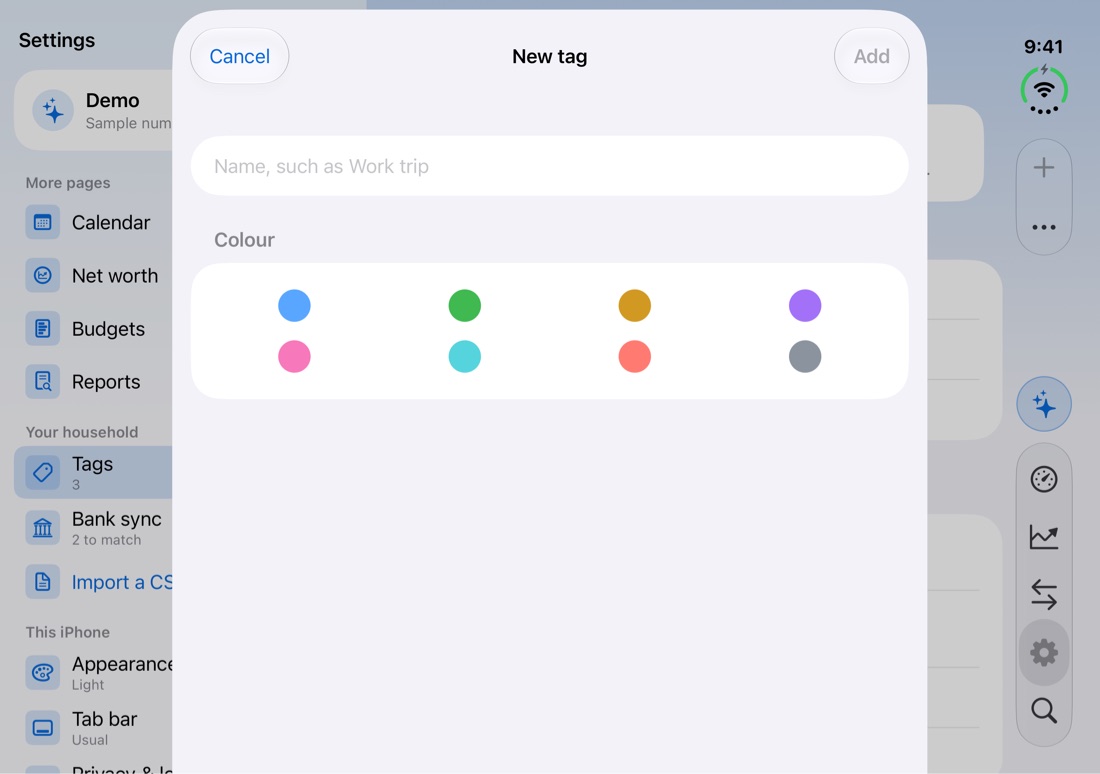 Settings
Demo
Sample num
More pages
Calendar
Net worth
Budgets
Reports
Your household
Tags
3
Bank sync
2 to match
Import a CS
This iPhone
Appearance
Light
Tab bar
Usual
Cancel
New tag
Add
Name, such as Work trip
Colour
9:41